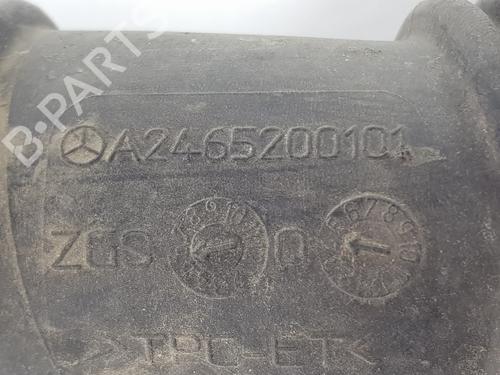 B-PARTS
A2465200101
ZGS Q
>TPC-ET<